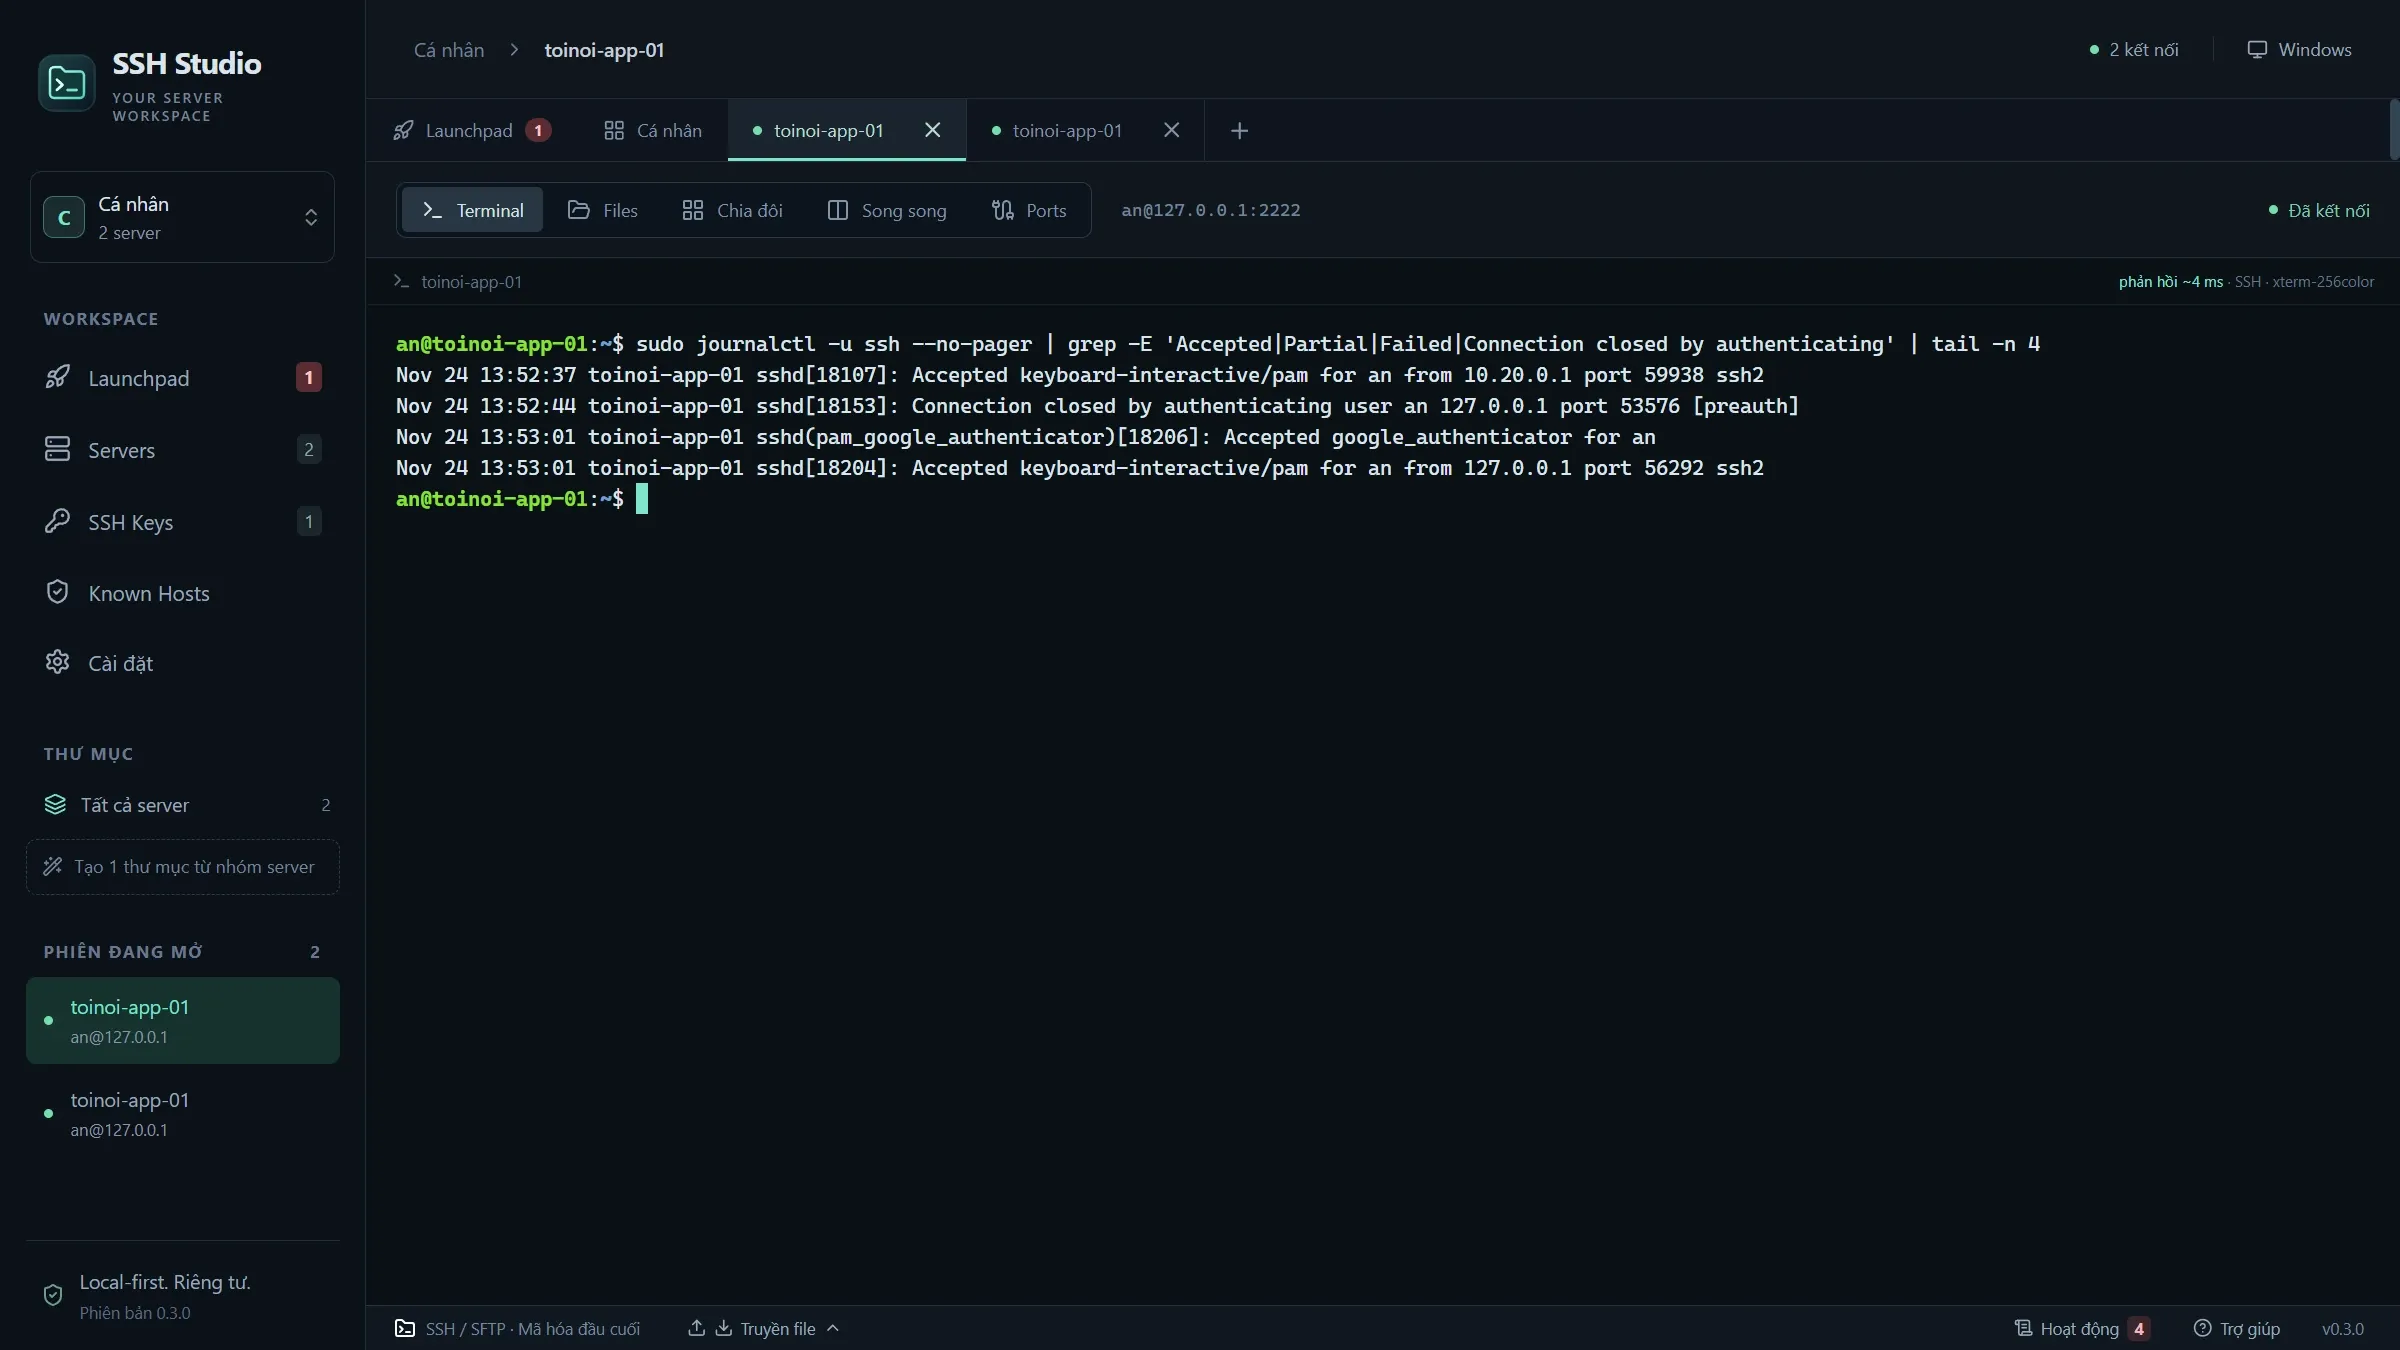 SSH Studio
YOUR SERVER
WORKSPACE
C
Cá nhân
2 server
WORKSPACE
Launchpad 1
Servers 2
SSH Keys 1
Known Hosts
Cài đặt
THƯ MỤC
Tất cả server 2
Tạo 1 thư mục từ nhóm server
PHIÊN ĐANG MỞ 2
toinoi-app-01
an@127.0.0.1
toinoi-app-01
an@127.0.0.1
Local-first. Riêng tư.
Phiên bản 0.3.0
Cá nhân > toinoi-app-01
2 kết nối
Windows
Launchpad 1
Cá nhân
toinoi-app-01
toinoi-app-01
Terminal
Files
Chia đôi
Song song
Ports
an@127.0.0.1:2222
Đã kết nối
toinoi-app-01
phản hồi ~4 ms · SSH · xterm-256color
an@toinoi-app-01:~$ sudo journalctl -u ssh --no-pager | grep -E 'Accepted|Partial|Failed|Connection closed by authenticating' | tail -n 4
Nov 24 13:52:37 toinoi-app-01 sshd[18107]: Accepted keyboard-interactive/pam for an from 10.20.0.1 port 59938 ssh2
Nov 24 13:52:44 toinoi-app-01 sshd[18153]: Connection closed by authenticating user an 127.0.0.1 port 53576 [preauth]
Nov 24 13:53:01 toinoi-app-01 sshd(pam_google_authenticator)[18206]: Accepted google_authenticator for an
Nov 24 13:53:01 toinoi-app-01 sshd[18204]: Accepted keyboard-interactive/pam for an from 127.0.0.1 port 56292 ssh2
an@toinoi-app-01:~$
SSH / SFTP · Mã hóa đầu cuối
Truyền file
Hoạt động 4
Trợ giúp
v0.3.0